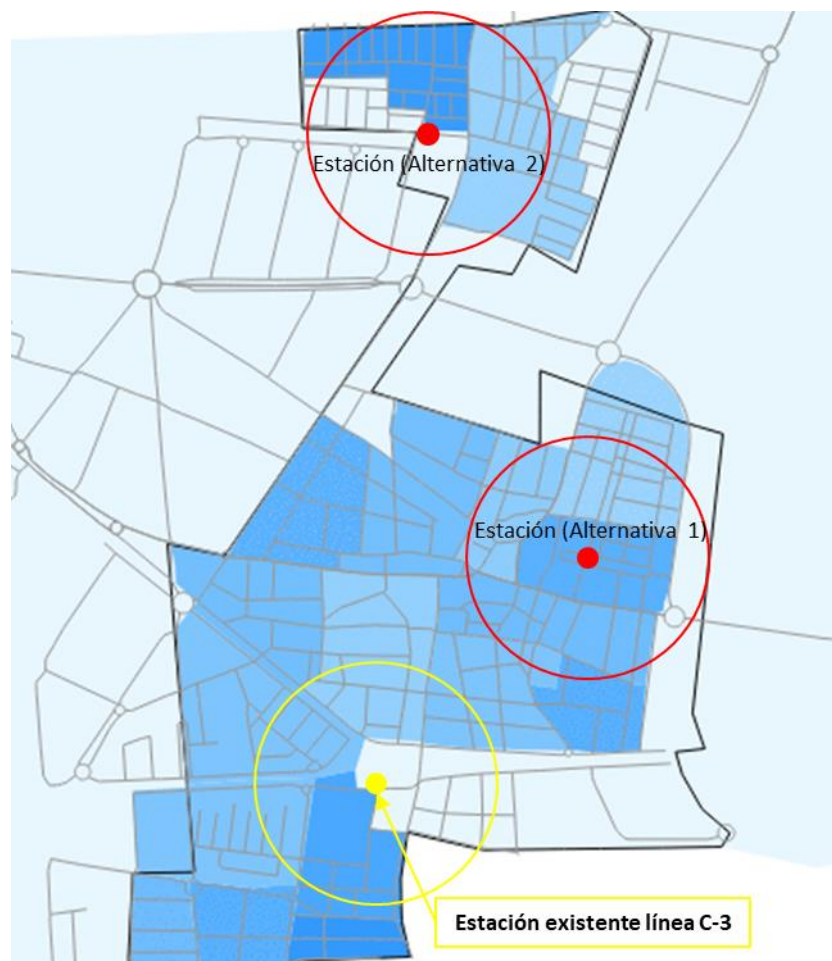 Estación (Alternativa 2)
Estación (Alternativa 1)
Estación existente línea C-3